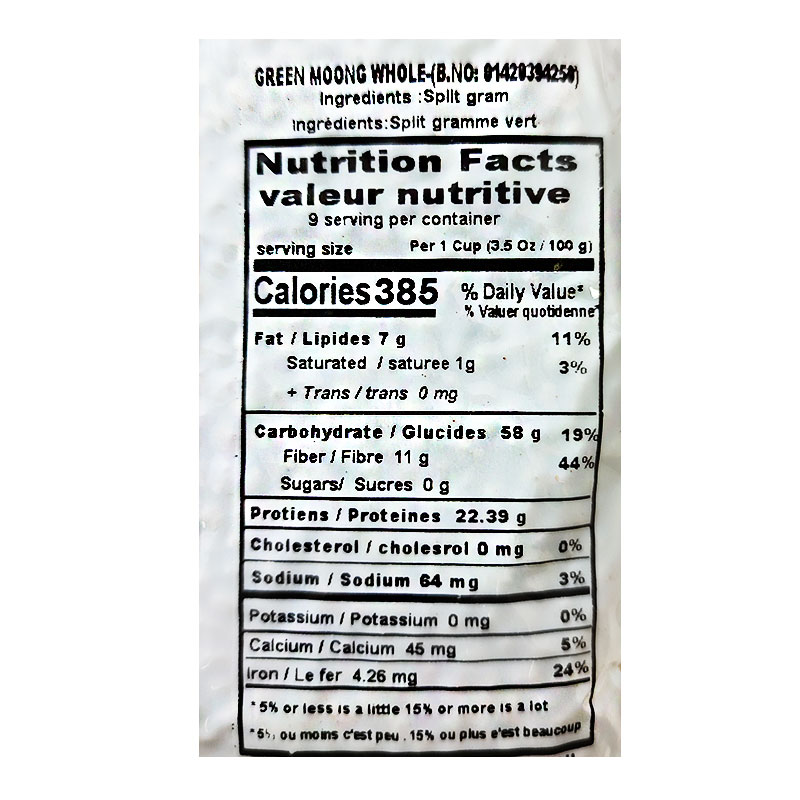 GREEN MOONG WHOLE-(B.NO: 01420394250)
Ingredients :Split gram
Ingrédients:Split gramme vert
Nutrition Facts
valeur nutritive
9 serving per container
serving size Per 1 Cup (3.5 Oz / 100 g)
Calories 385 % Daily Value*
% Valuer quotidenne*
Fat / Lipides 7 g 11%
Saturated / saturee 1g 3%
+ Trans / trans 0 mg
Carbohydrate / Glucides 58 g 19%
Fiber / Fibre 11 g 44%
Sugars/ Sucres 0 g
Protiens / Proteines 22.39 g
Cholesterol / cholesrol 0 mg 0%
Sodium / Sodium 64 mg 3%
Potassium / Potassium 0 mg 0%
Calcium / Calcium 45 mg 5%
Iron / Le fer 4.26 mg 24%
*5% or less is a little 15% or more is a lot
*5% ou moins c'est peu . 15% ou plus e'est beaucoup